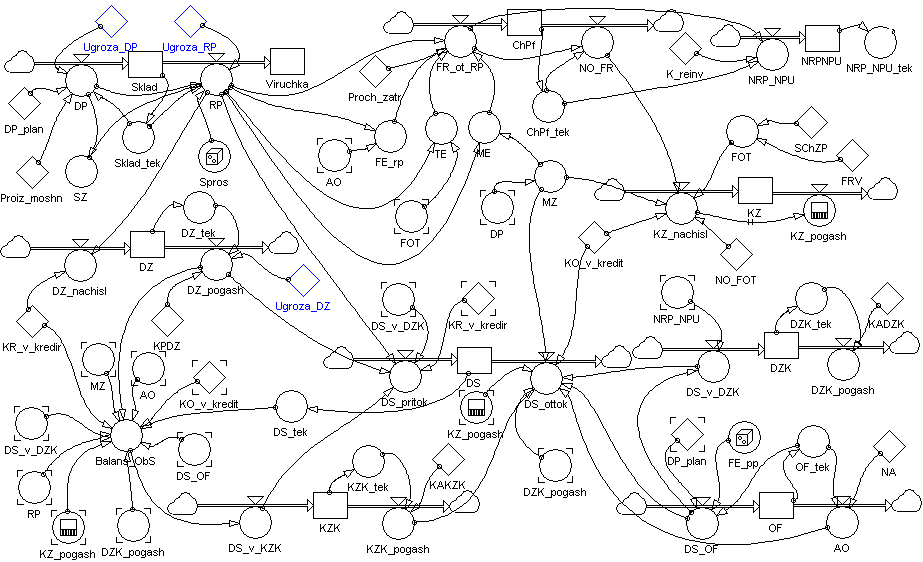 Ugroza_DP
Ugroza_RP
ChPf
NRPNPU
Sklad
Viruchka
FR_ot_RP
NO_FR
K_reinv
NRP_NPU
NRP_NPU_tek
DP
RP
Proch_zatr
DP_plan
ChPf_tek
Sklad_tek
FE_rp
TE
ME
FOT
SChZP
Proiz_moshn
SZ
Spros
AO
FRV
MZ
FOT
DP
KZ
DZ_tek
KZ_nachisl
KZ_pogash
DZ
KO_v_kredit
NO_FOT
DZ_nachisl
DZ_pogash
Ugroza_DZ
DS_v_DZK
KR_v_kredir
NRP_NPU
DZK_tek
KADZK
KR_v_kredir
KPDZ
DS
DZK
MZ
AO
DS_pritok
DS_ottok
DS_v_DZK
DZK_pogash
KO_v_kredit
DS_tek
KZ_pogash
DS_v_DZK
Balans_ObS
DS_OF
DP_plan
FE_pp
OF_tek
NA
RP
KZK_tek
KAKZK
DZK_pogash
KZK
OF
KZ_pogash
DZK_pogash
DS_v_KZK
KZK_pogash
DS_OF
AO